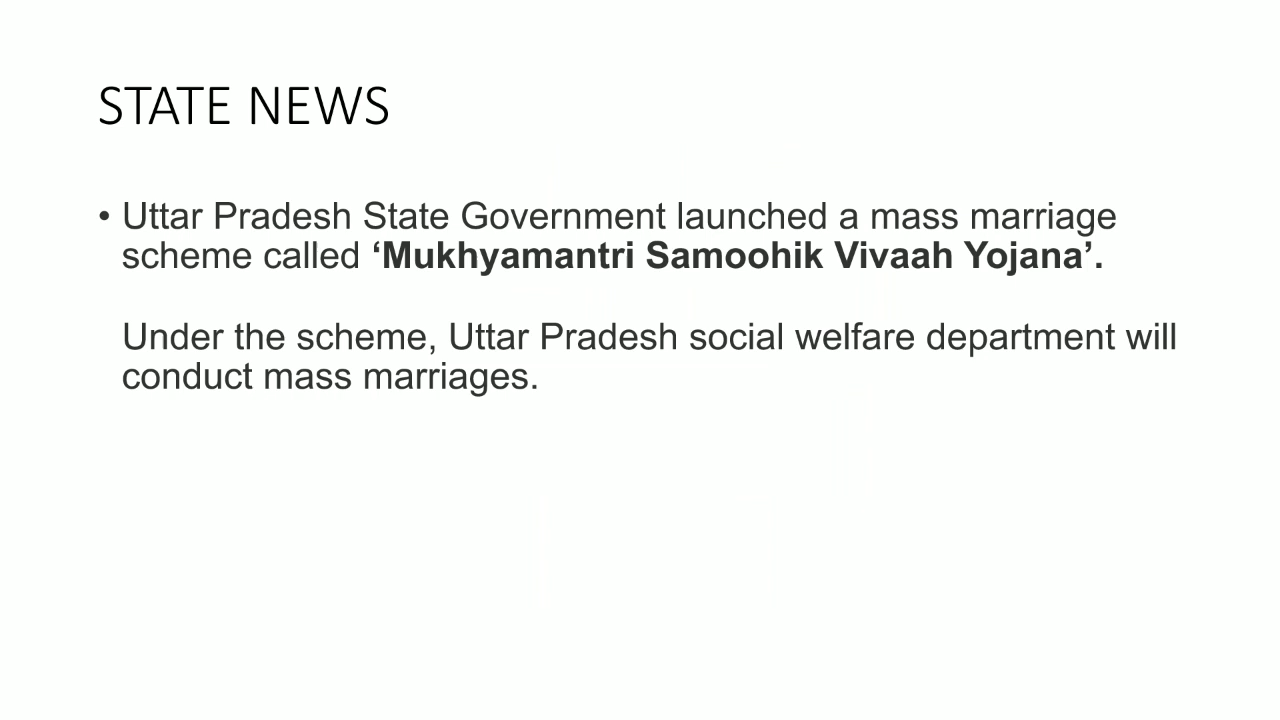 STATE NEWS
• Uttar Pradesh State Government launched a mass marriage
scheme called ‘Mukhyamantri Samoohik Vivaah Yojana’.
Under the scheme, Uttar Pradesh social welfare department will
conduct mass marriages.